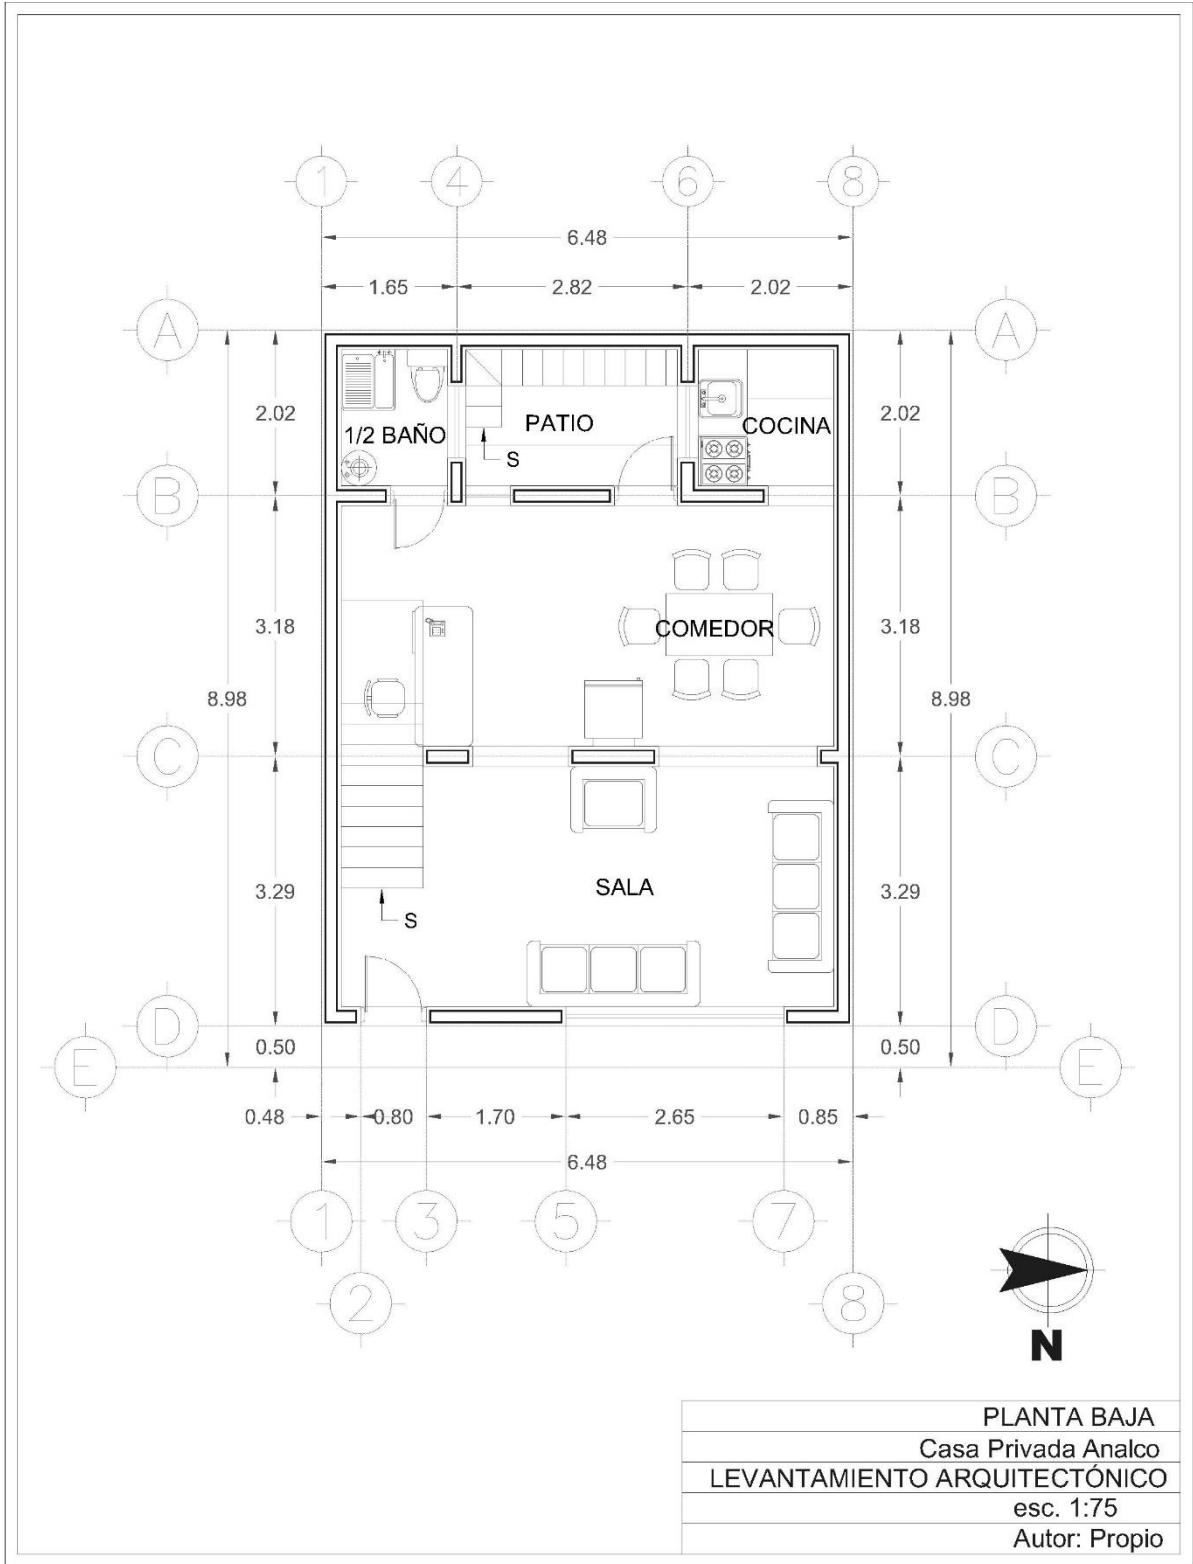 1 4 6 8
6.48
1.65 2.82 2.02
A A
2.02 2.02
PATIO
COCINA
1/2 BAÑO
S
B B
3.18 3.18
COMEDOR
8.98 8.98
C C
SALA
3.29 3.29
S
D D
0.50 0.50
E E
0.48 0.80 1.70 2.65 0.85
6.48
1 3 5 7
2 8
N
PLANTA BAJA
Casa Privada Analco
LEVANTAMIENTO ARQUITECTÓNICO
esc. 1:75
Autor: Propio